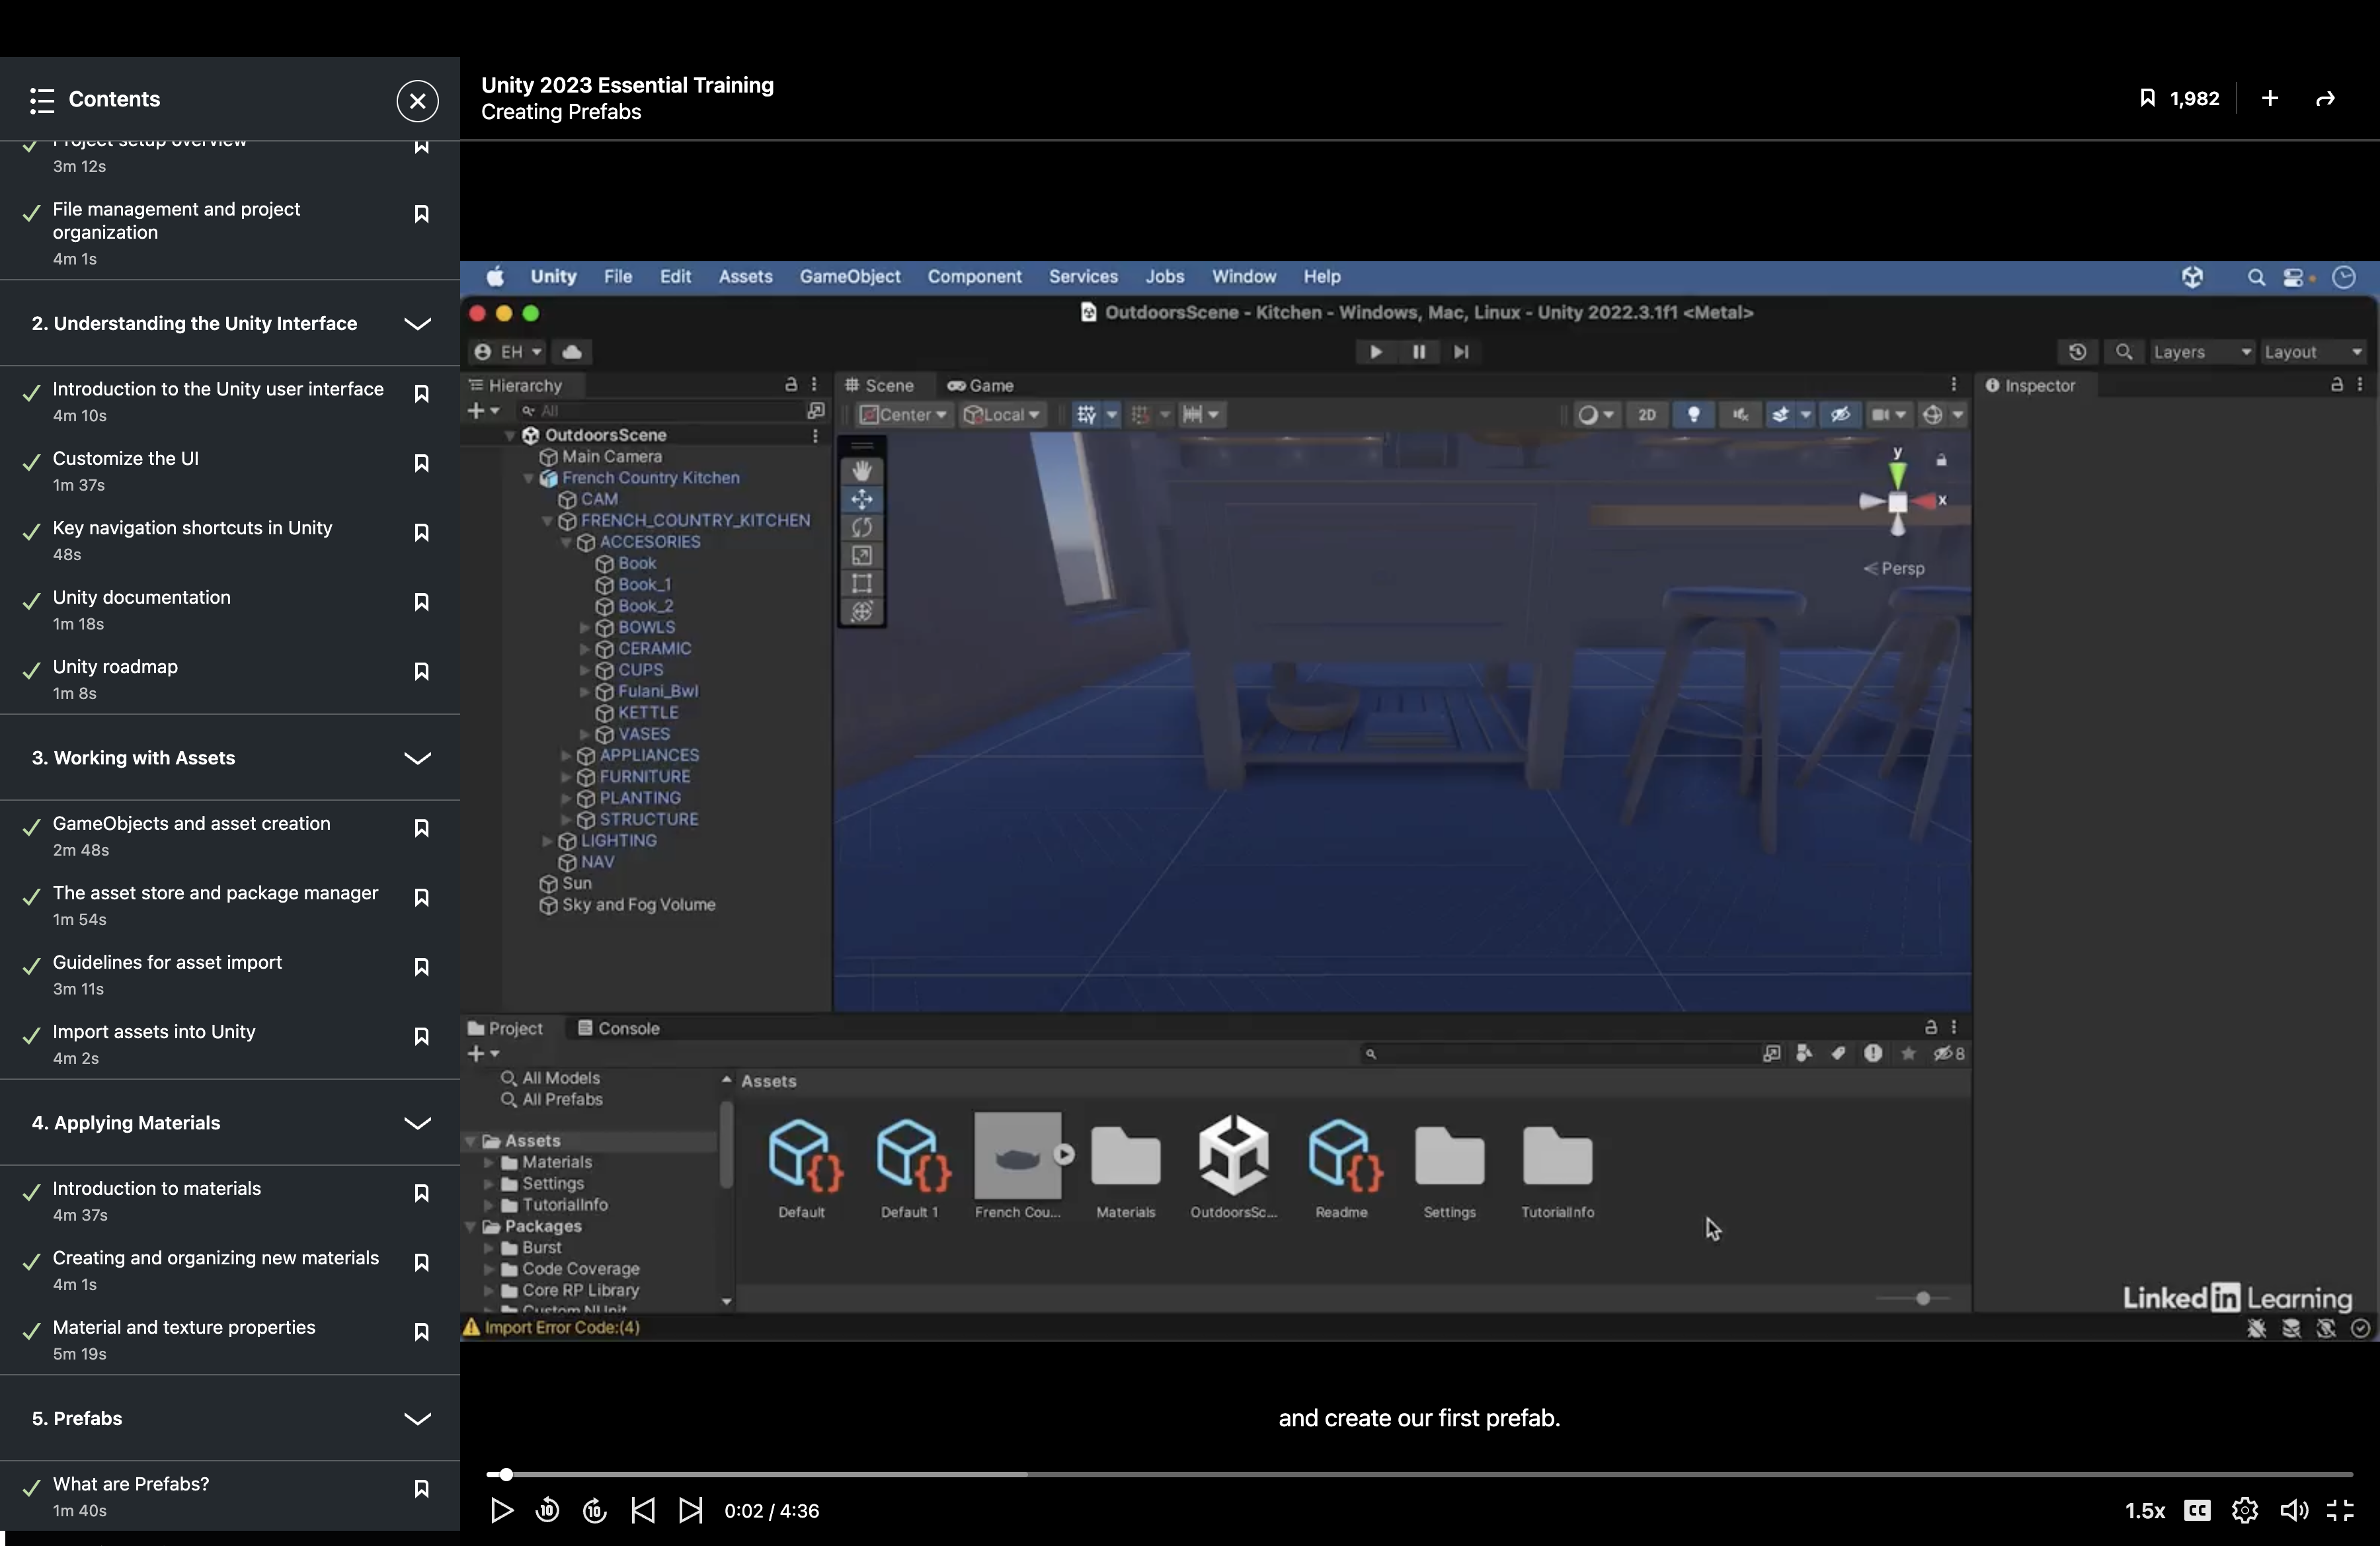 Contents
Project setup overview
3m 12s
File management and project
organization
4m 1s
2. Understanding the Unity Interface
Introduction to the Unity user interface
4m 10s
Customize the UI
1m 37s
Key navigation shortcuts in Unity
48s
Unity documentation
1m 18s
Unity roadmap
1m 8s
3. Working with Assets
GameObjects and asset creation
2m 48s
The asset store and package manager
1m 54s
Guidelines for asset import
3m 11s
Import assets into Unity
4m 2s
4. Applying Materials
Introduction to materials
4m 37s
Creating and organizing new materials
4m 1s
Material and texture properties
5m 19s
5. Prefabs
What are Prefabs?
1m 40s
Unity 2023 Essential Training
Creating Prefabs
1,982
Unity File Edit Assets GameObject Component Services Jobs Window Help
OutdoorsScene - Kitchen - Windows, Mac, Linux - Unity 2022.3.1f1 <Metal>
EH
Layers Layout
Hierarchy
All
OutdoorsScene
Main Camera
French Country Kitchen
CAM
FRENCH_COUNTRY_KITCHEN
ACCESORIES
Book
Book_1
Book_2
BOWLS
CERAMIC
CUPS
Fulani_Bwl
KETTLE
VASES
APPLIANCES
FURNITURE
PLANTING
STRUCTURE
LIGHTING
NAV
Sun
Sky and Fog Volume
Scene Game
Center Local
2D
y
x
Persp
Inspector
Project Console
8
All Models
All Prefabs
Assets
Materials
Settings
TutorialInfo
Packages
Burst
Code Coverage
Core RP Library
Custom NUnit
Assets
Default
Default 1
French Cou...
Materials
OutdoorsSc...
Readme
Settings
TutorialInfo
Linked in Learning
Import Error Code:(4)
and create our first prefab.
10 10 0:02 / 4:36
1.5x CC